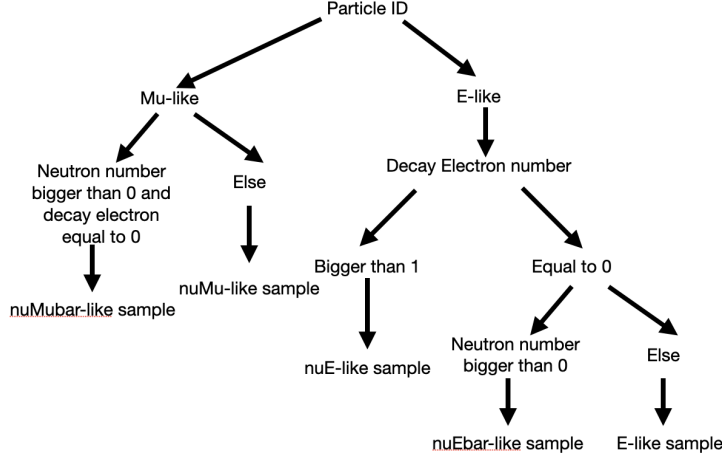 Particle ID
Mu-like
E-like
Neutron number
bigger than 0 and
decay electron
equal to 0
Else
Decay Electron number
nuMubar-like sample
nuMu-like sample
Bigger than 1
Equal to 0
nuE-like sample
Neutron number
bigger than 0
Else
nuEbar-like sample
E-like sample